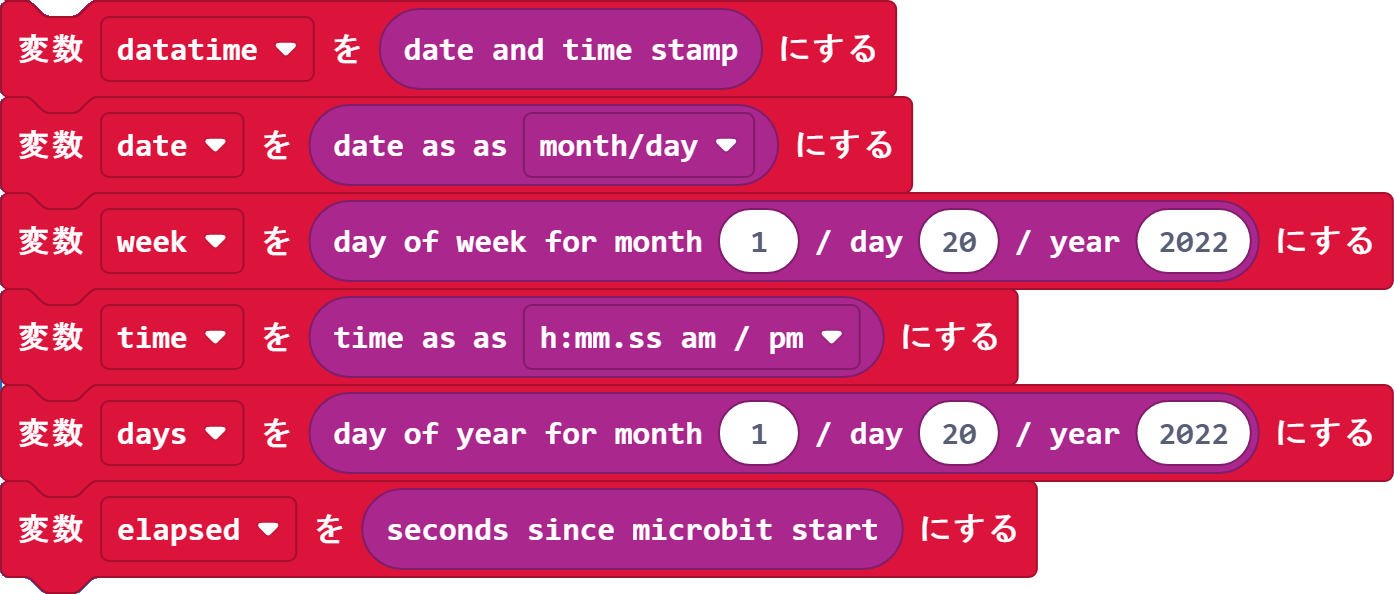 変数 datatime を date and time stamp にする
変数 date を date as as month/day にする
変数 week を day of week for month 1 / day 20 / year 2022 にする
変数 time を time as as h:mm.ss am / pm にする
変数 days を day of year for month 1 / day 20 / year 2022 にする
変数 elapsed を seconds since microbit start にする